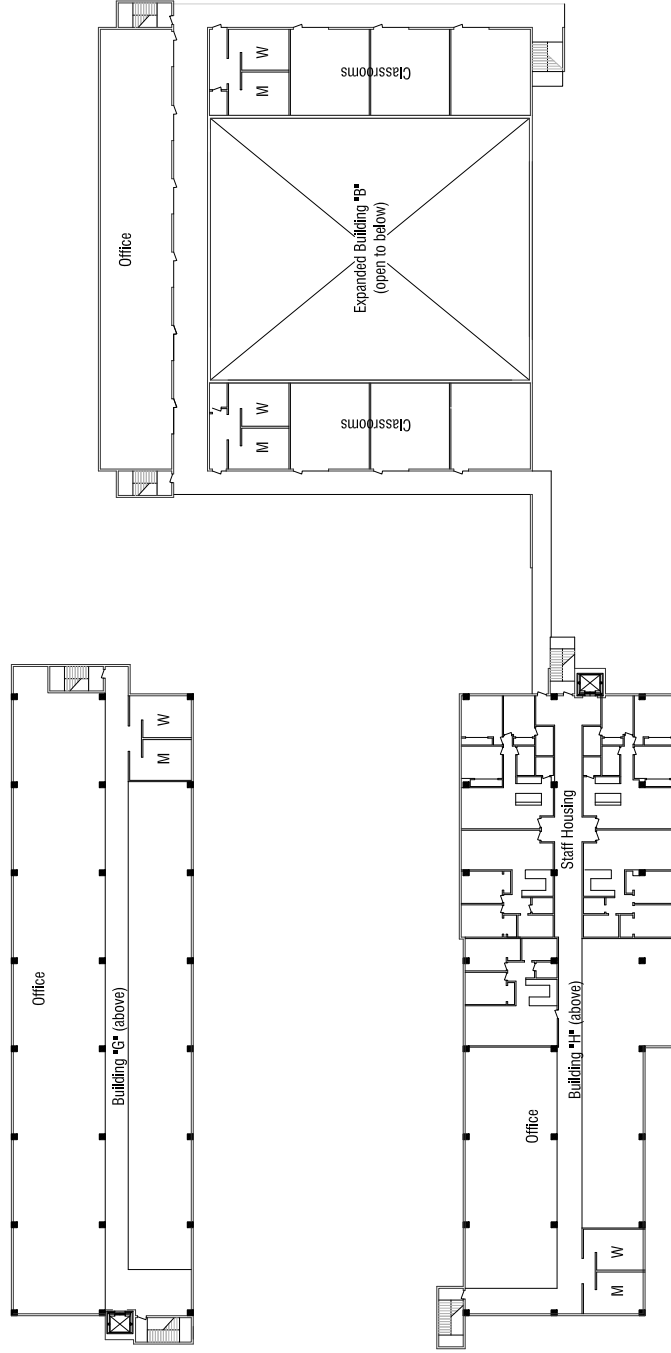 W
M
Classrooms
Office
Expanded Building "B"
(open to below)
W
M
Classrooms
W
M
Office
Building "G" (above)
Staff Housing
Building "H" (above)
Office
W
M